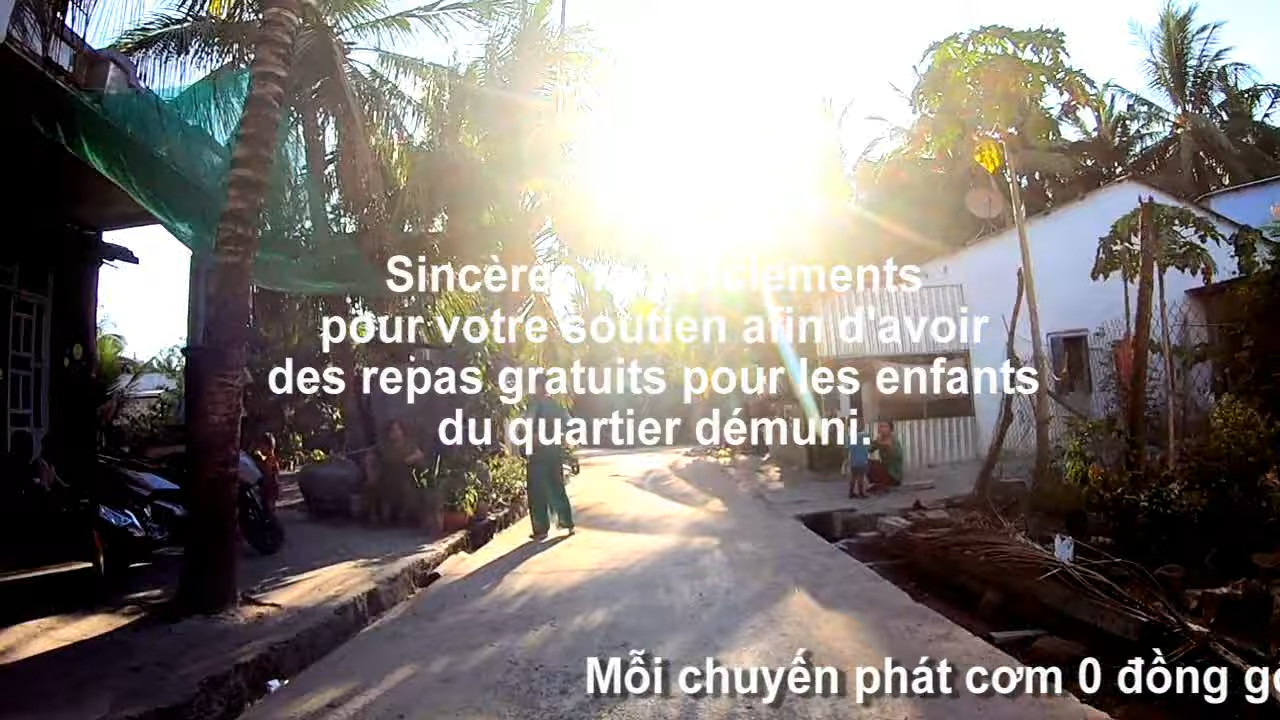 Sincères remerciements
pour votre soutien afin d'avoir
des repas gratuits pour les enfants
du quartier démuni.
Mỗi chuyến phát cơm 0 đồng